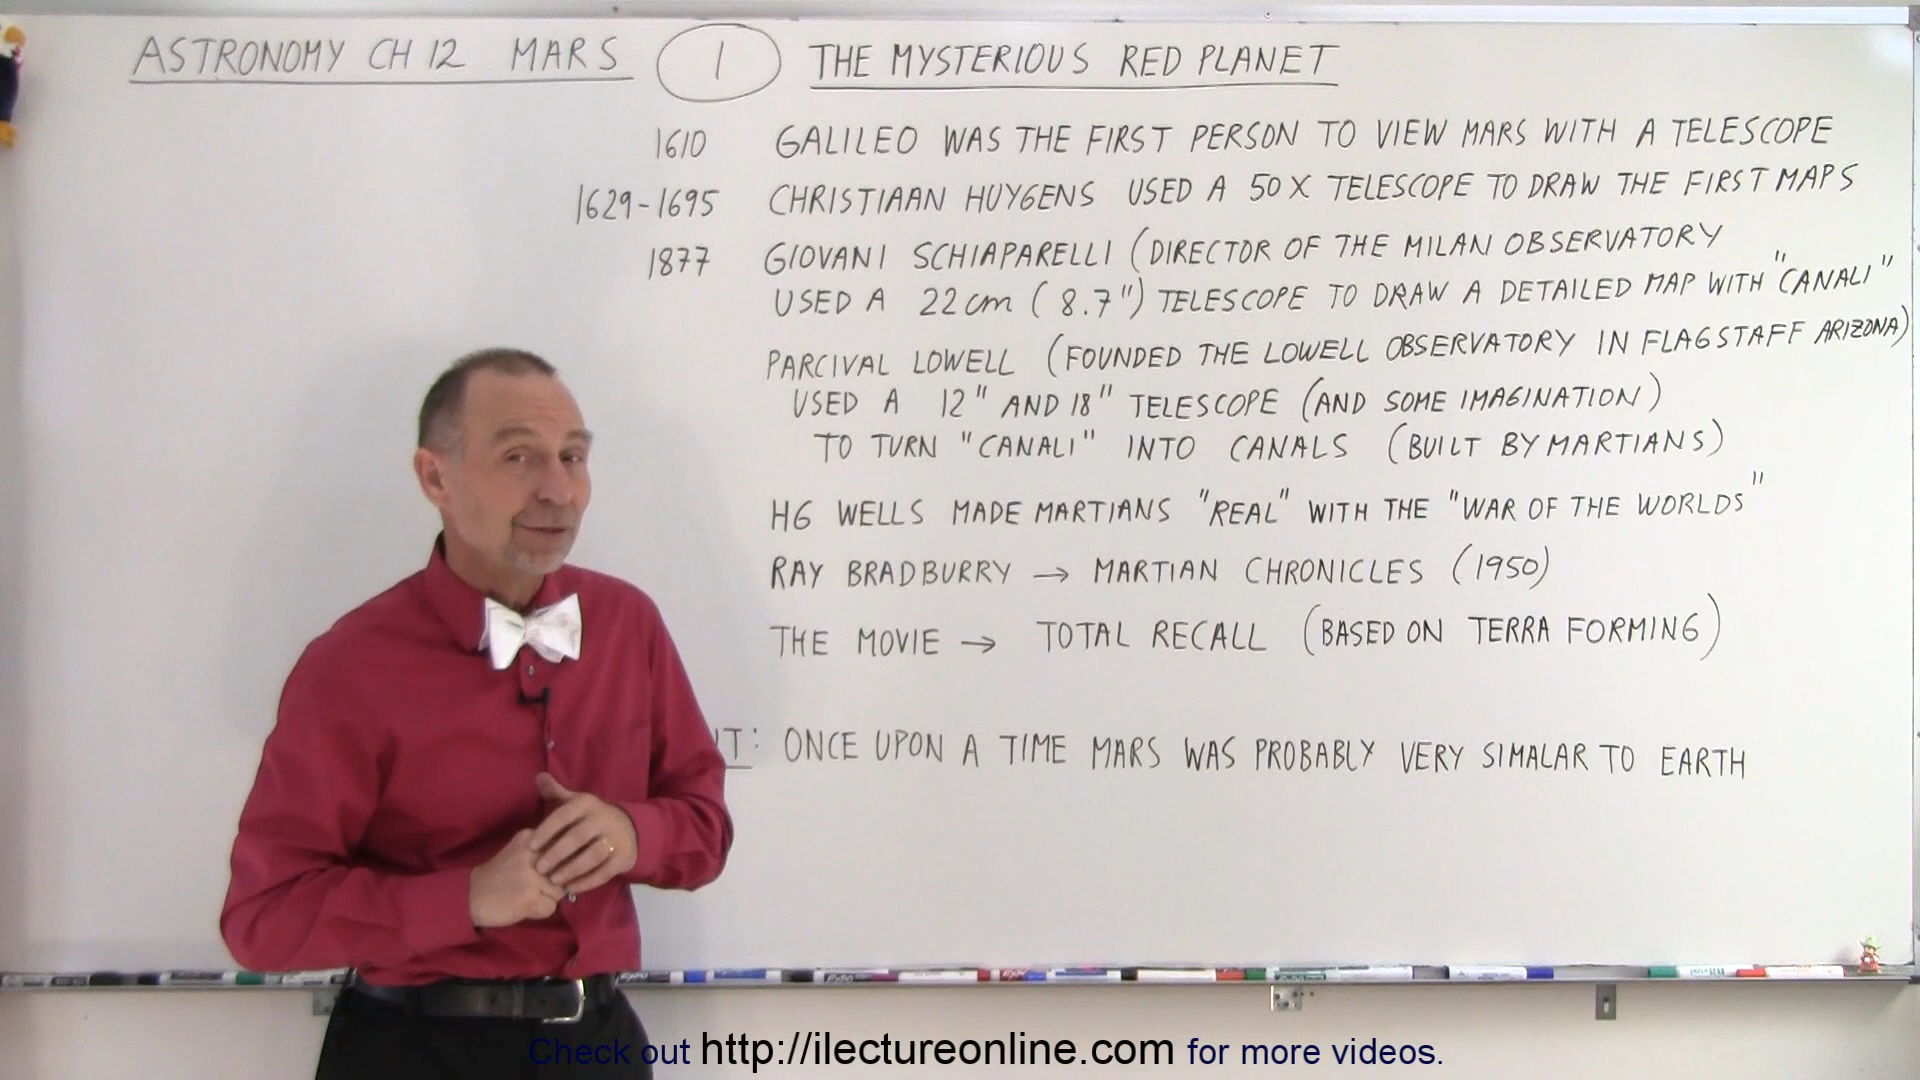 ASTRONOMY CH 12 MARS 1 THE MYSTERIOUS RED PLANET
1610 GALILEO WAS THE FIRST PERSON TO VIEW MARS WITH A TELESCOPE
1629-1695 CHRISTIAAN HUYGENS USED A 50 X TELESCOPE TO DRAW THE FIRST MAPS
1877 GIOVANI SCHIAPARELLI (DIRECTOR OF THE MILAN OBSERVATORY
USED A 22cm (8.7") TELESCOPE TO DRAW A DETAILED MAP WITH "CANALI"
PARCIVAL LOWELL (FOUNDED THE LOWELL OBSERVATORY IN FLAGSTAFF ARIZONA)
USED A 12" AND 18" TELESCOPE (AND SOME IMAGINATION)
TO TURN "CANALI" INTO CANALS (BUILT BY MARTIANS)
HG WELLS MADE MARTIANS "REAL" WITH THE "WAR OF THE WORLDS"
RAY BRADBURRY → MARTIAN CHRONICLES (1950)
THE MOVIE → TOTAL RECALL (BASED ON TERRA FORMING)
ONCE UPON A TIME MARS WAS PROBABLY VERY SIMALAR TO EARTH
Check out http://ilectureonline.com for more videos.